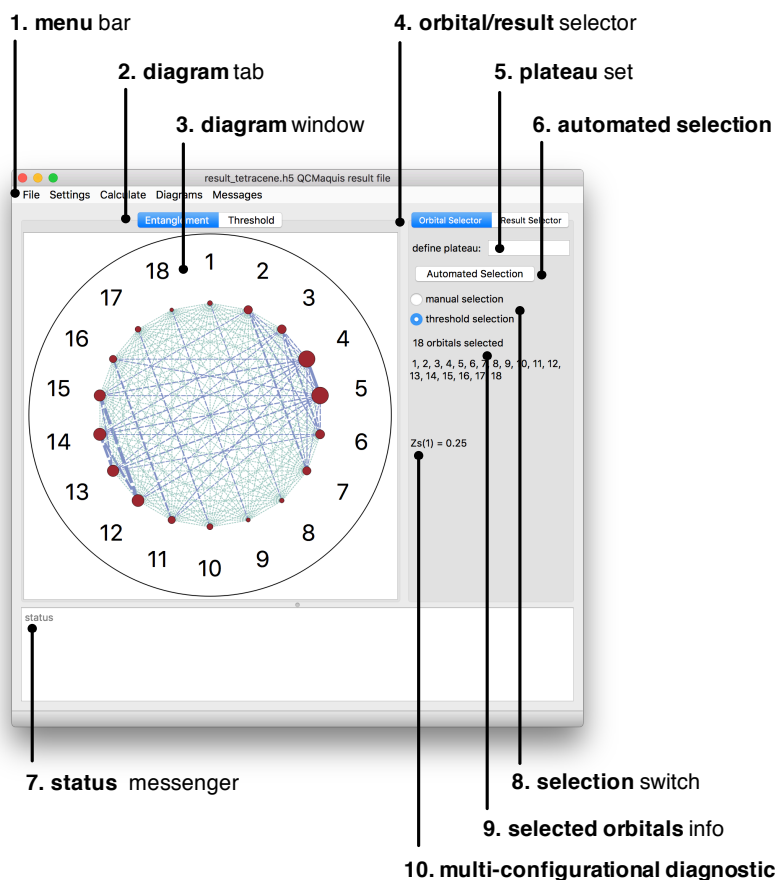 1. menu bar
4. orbital/result selector
2. diagram tab
5. plateau set
3. diagram window
6. automated selection
result_tetracene.h5 QCMaquis result file
File Settings Calculate Diagrams Messages
Entanglement Threshold
Orbital Selector Result Selector
define plateau:
Automated Selection
manual selection
threshold selection
18 orbitals selected
1, 2, 3, 4, 5, 6, 7, 8, 9, 10, 11, 12,
13, 14, 15, 16, 17, 18
Zs(1) = 0.25
1
2
3
4
5
6
7
8
9
10
11
12
13
14
15
16
17
18
status
7. status messenger
8. selection switch
9. selected orbitals info
10. multi-configurational diagnostic